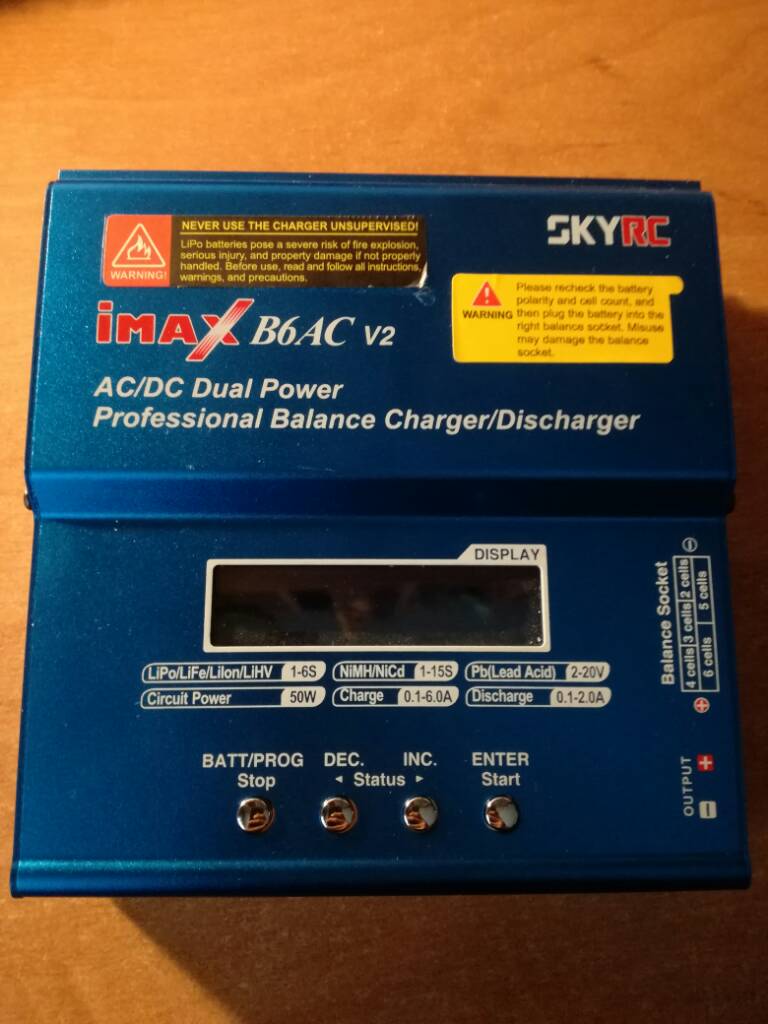 NEVER USE THE CHARGER UNSUPERVISED!
LiPo batteries pose a severe risk of fire explosion,
serious injury, and property damage if not properly
handled. Before use, read and follow all instructions,
warnings, and precautions.
WARNING!
SKYRC
WARNING
Please recheck the battery
polarity and cell count, and
then plug the battery into the
right balance socket. Misuse
may damage the balance
socket.
iMAX B6AC V2
AC/DC Dual Power
Professional Balance Charger/Discharger
DISPLAY
LiPo/LiFe/LiIon/LiHV 1-6S
NiMH/NiCd 1-15S
Pb(Lead Acid) 2-20V
Circuit Power 50W
Charge 0.1-6.0A
Discharge 0.1-2.0A
Balance Socket
4 cells 3 cells 2 cells
6 cells 5 cells
BATT/PROG
Stop
DEC. INC.
◄ Status ►
ENTER
Start
OUTPUT
- +